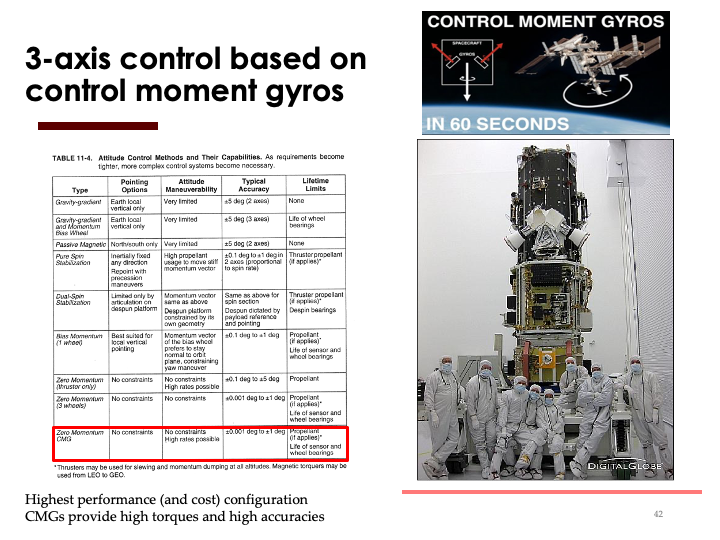 3-axis control based on
control moment gyros
CONTROL MOMENT GYROS
SPACECRAFT
GYROS
IN 60 SECONDS
TABLE 11-4. Attitude Control Methods and Their Capabilities. As requirements become
tighter, more complex control systems become necessary.
Type Pointing Options Attitude Maneuverability Typical Accuracy Lifetime Limits
Gravity-gradient Earth local vertical only Very limited ±5 deg (2 axes) None
Gravity-gradient and Momentum Bias Wheel Earth local vertical only Very limited ±5 deg (3 axes) Life of wheel bearings
Passive Magnetic North/south only Very limited ±5 deg (2 axes) None
Pure Spin Stabilization Inertially fixed any direction Repoint with precession maneuvers High propellant usage to move stiff momentum vector ±0.1 deg to ±1 deg in 2 axes (proportional to spin rate) Thruster propellant (if applies)*
Dual-Spin Stabilization Limited only by articulation on despun platform Momentum vector same as above Despun platform constrained by its own geometry Same as above for spin section Despun dictated by payload reference and pointing Thruster propellant (if applies)* Despin bearings
Bias Momentum (1 wheel) Best suited for local vertical pointing Momentum vector of the bias wheel prefers to stay normal to orbit plane, constraining yaw maneuver ±0.1 deg to ±1 deg Propellant (if applies)* Life of sensor and wheel bearings
Zero Momentum (thruster only) No constraints No constraints High rates possible ±0.1 deg to ±5 deg Propellant
Zero Momentum (3 wheels) No constraints No constraints ±0.001 deg to ±1 deg Propellant (if applies)* Life of sensor and wheel bearings
Zero Momentum CMG No constraints No constraints High rates possible ±0.001 deg to ±1 deg Propellant (if applies)* Life of sensor and wheel bearings
*Thrusters may be used for slewing and momentum dumping at all altitudes. Magnetic torquers may be
used from LEO to GEO.
DIGITALGLOBE
Highest performance (and cost) configuration
CMGs provide high torques and high accuracies
42